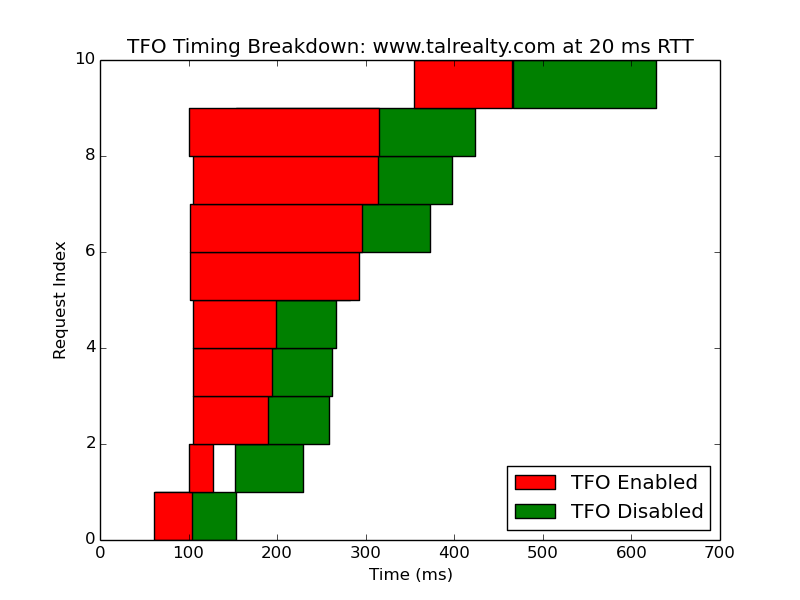 TFO Timing Breakdown: www.talrealty.com at 20 ms RTT
10
8
6
4
2
0
Request Index
TFO Enabled
TFO Disabled
0 100 200 300 400 500 600 700
Time (ms)